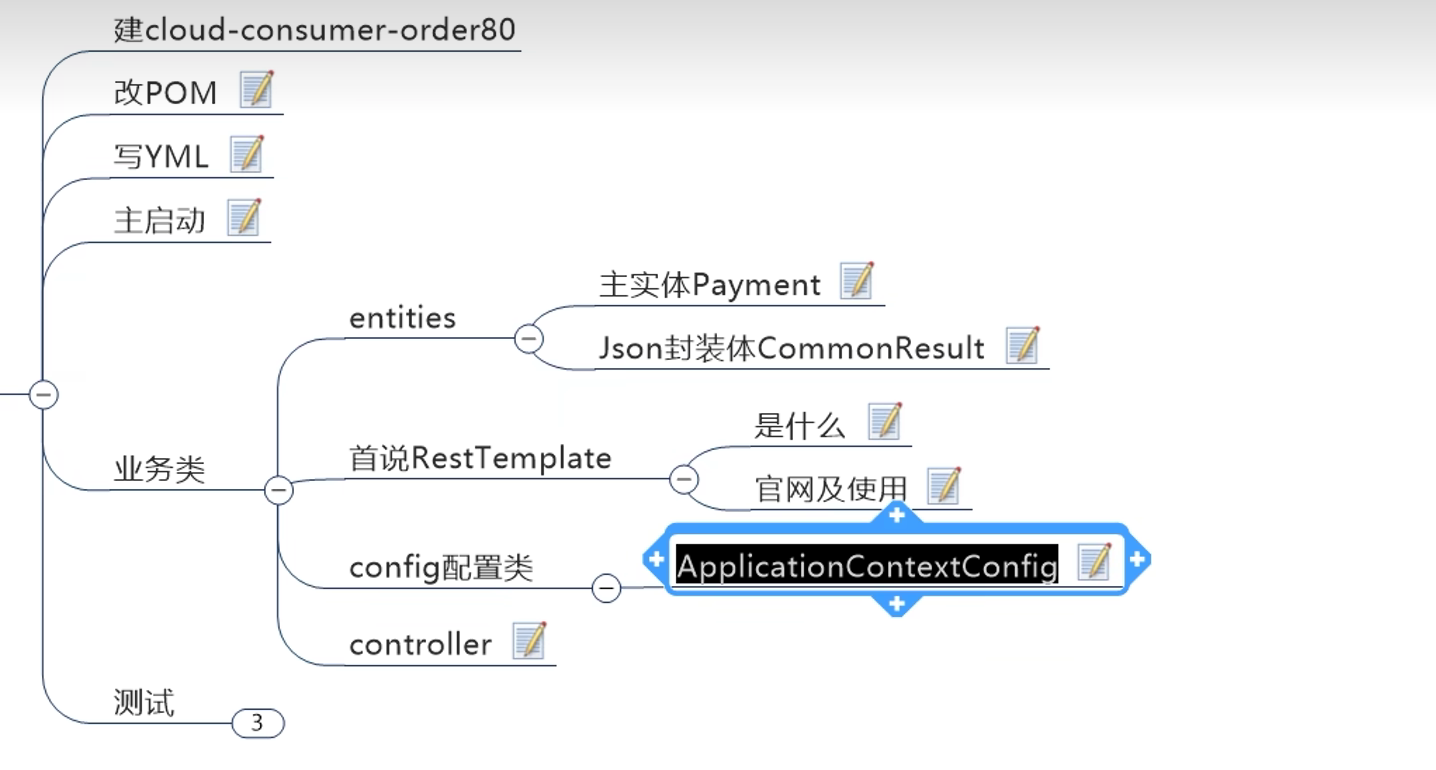 建cloud-consumer-order80
改POM
写YML
主启动
业务类
entities
主实体Payment
Json封装体CommonResult
首说RestTemplate
是什么
官网及使用
config配置类
ApplicationContextConfig
controller
测试
3